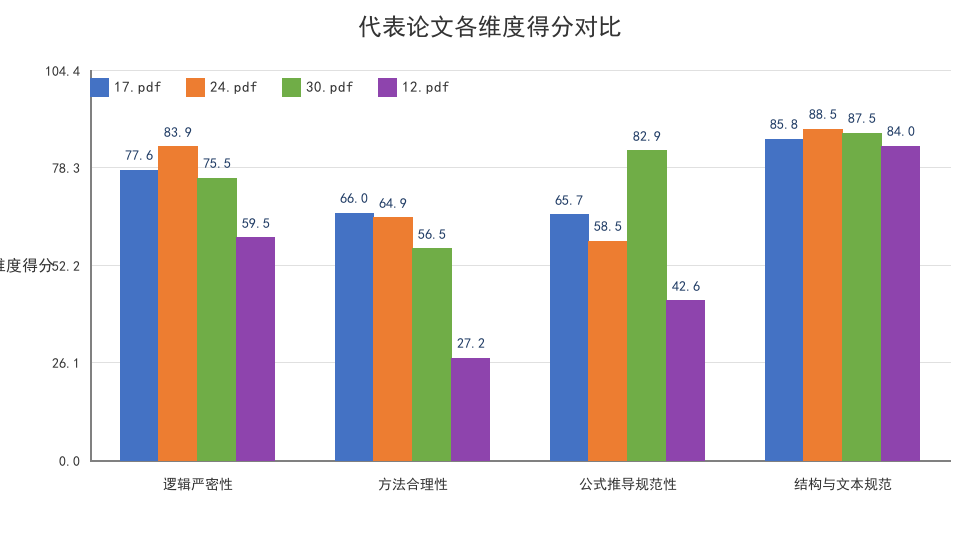 代表论文各维度得分对比
104.4
17.pdf 24.pdf 30.pdf 12.pdf
77.6 83.9 75.5 59.5
66.0 64.9 56.5 27.2
65.7 58.5 82.9 42.6
85.8 88.5 87.5 84.0
78.3
维度得分
52.2
26.1
0.0
逻辑严密性 方法合理性 公式推导规范性 结构与文本规范